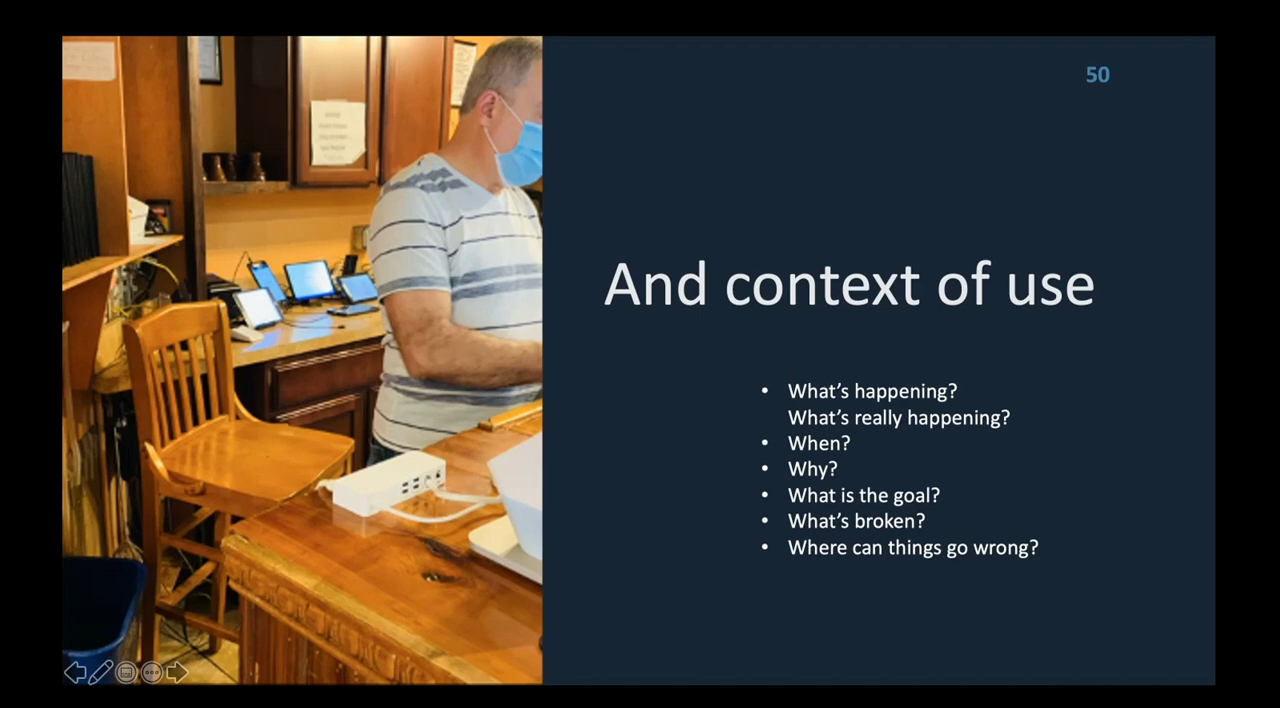 50
And context of use
• What's happening?
What's really happening?
• When?
• Why?
• What is the goal?
• What's broken?
• Where can things go wrong?